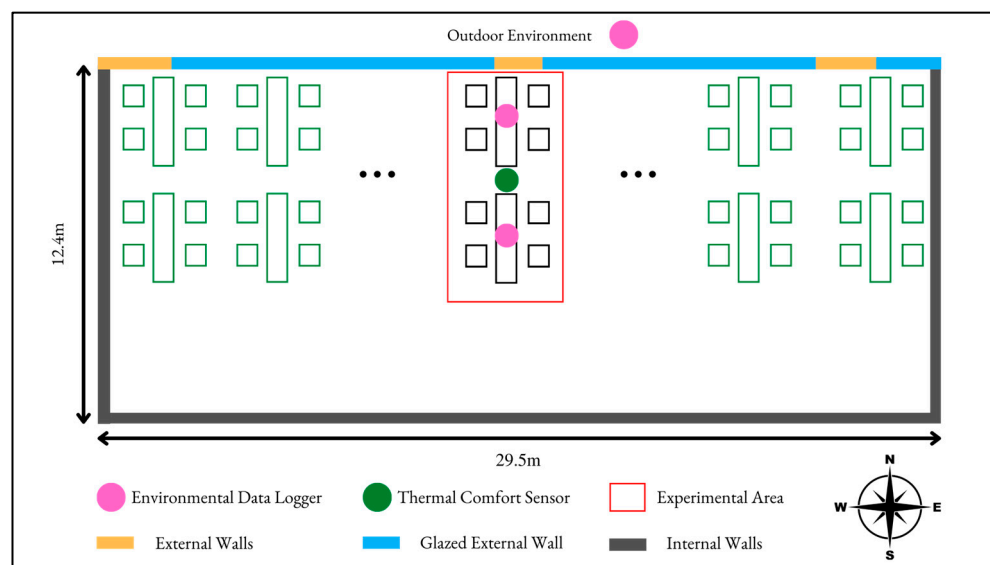 Outdoor Environment
12.4m
29.5m
Environmental Data Logger
Thermal Comfort Sensor
Experimental Area
External Walls
Glazed External Wall
Internal Walls
N
W
E
S